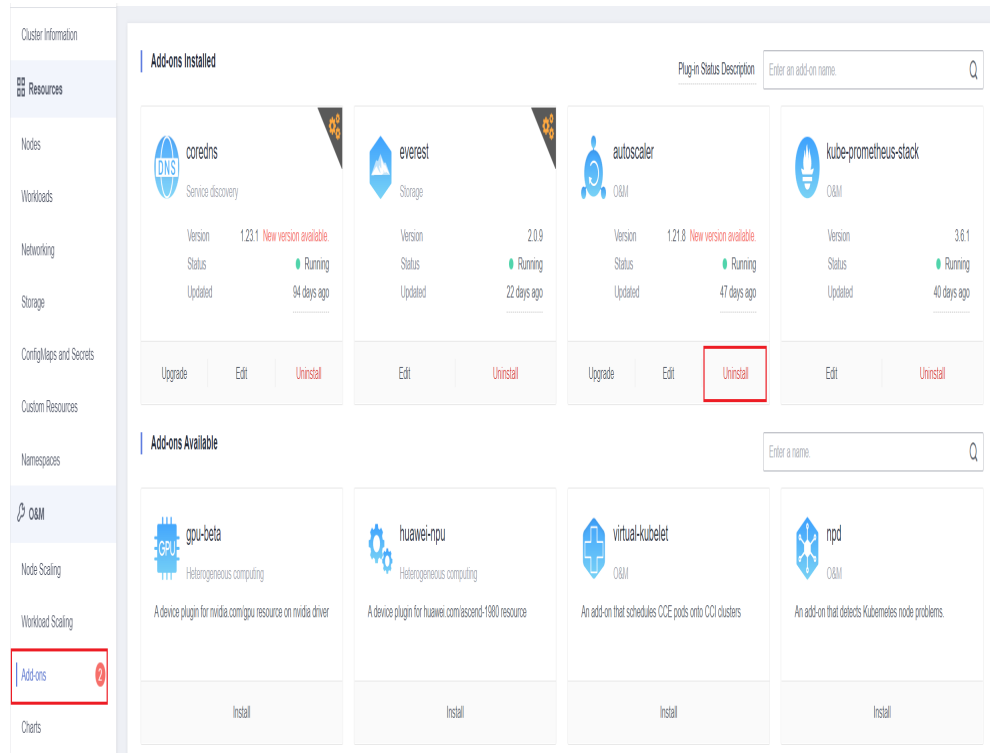 Cluster Information
Resources
Nodes
Workloads
Networking
Storage
ConfigMaps and Secrets
Custom Resources
Namespaces
O&M
Node Scaling
Workload Scaling
Add-ons 2
Charts
Add-ons Installed
Plug-in Status Description
Enter an add-on name.
DNS
coredns
Service discovery
Version 1.23.1 New version available.
Status Running
Updated 94 days ago
Upgrade Edit Uninstall
everest
Storage
Version 2.0.9
Status Running
Updated 22 days ago
Edit Uninstall
autoscaler
O&M
Version 1.21.8 New version available.
Status Running
Updated 47 days ago
Upgrade Edit Uninstall
kube-prometheus-stack
O&M
Version 3.6.1
Status Running
Updated 40 days ago
Edit Uninstall
Add-ons Available
Enter a name.
GPU
gpu-beta
Heterogeneous computing
A device plugin for nvidia.com/gpu resource on nvidia driver
Install
huawei-npu
Heterogeneous computing
A device plugin for huawei.com/ascend-1980 resource
Install
virtual-kubelet
O&M
An add-on that schedules CCE pods onto CCI clusters
Install
npd
O&M
An add-on that detects Kubernetes node problems.
Install